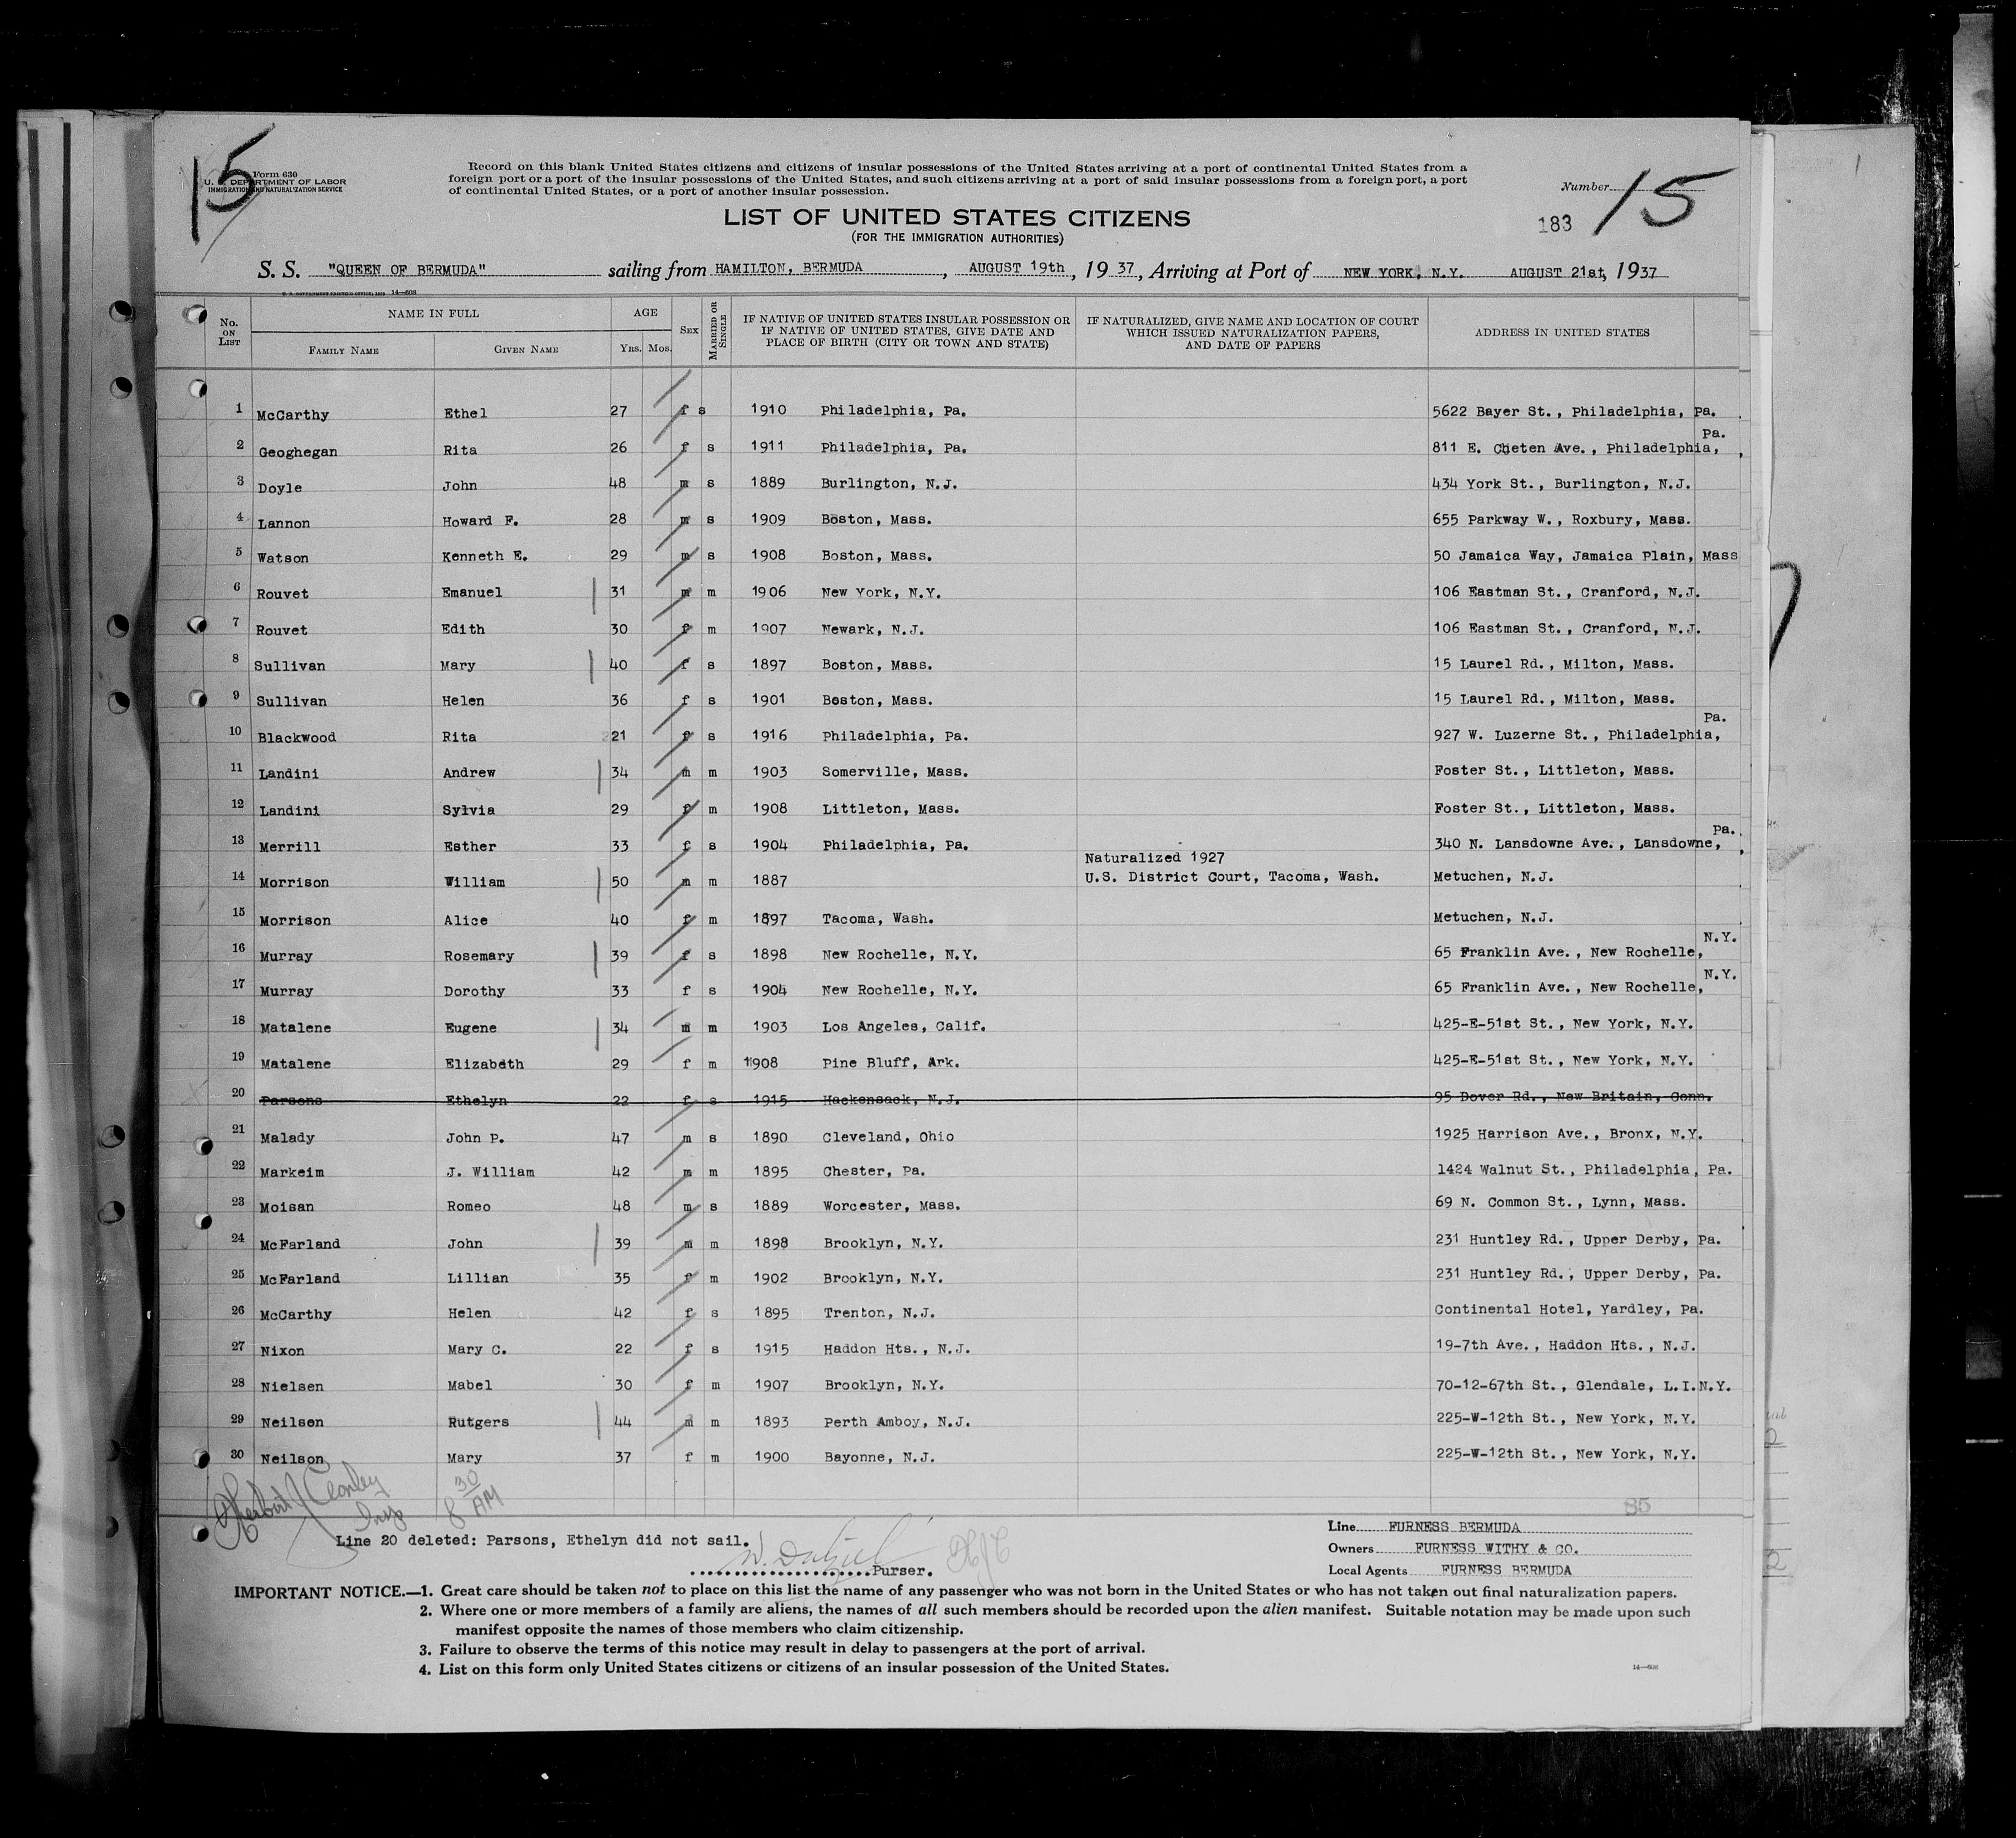 15
Form 630
U. S. DEPARTMENT OF LABOR
IMMIGRATION AND NATURALIZATION SERVICE
Record on this blank United States citizens and citizens of insular possessions of the United States arriving at a port of continental United States from a
foreign port or a port of the insular possessions of the United States, and such citizens arriving at a port of said insular possessions from a foreign port, a port
of continental United States, or a port of another insular possession.
Number 15
183
LIST OF UNITED STATES CITIZENS
(FOR THE IMMIGRATION AUTHORITIES)
S. S. "QUEEN OF BERMUDA" sailing from HAMILTON, BERMUDA, AUGUST 19th, 1937, Arriving at Port of NEW YORK, N.Y. AUGUST 21st, 1937
U. S. GOVERNMENT PRINTING OFFICE 14—608
No. ON LIST NAME IN FULL FAMILY NAME GIVEN NAME AGE YRS. MOS. SEX MARRIED OR SINGLE IF NATIVE OF UNITED STATES INSULAR POSSESSION OR IF NATIVE OF UNITED STATES, GIVE DATE AND PLACE OF BIRTH (CITY OR TOWN AND STATE) IF NATURALIZED, GIVE NAME AND LOCATION OF COURT WHICH ISSUED NATURALIZATION PAPERS, AND DATE OF PAPERS ADDRESS IN UNITED STATES
1 McCarthy Ethel 27 f s 1910 Philadelphia, Pa. 5622 Bayer St., Philadelphia, Pa.
2 Geoghegan Rita 26 f s 1911 Philadelphia, Pa. 811 E. Cheten Ave., Philadelphia, Pa.
3 Doyle John 48 m s 1889 Burlington, N.J. 434 York St., Burlington, N.J.
4 Lannon Howard F. 28 m s 1909 Boston, Mass. 655 Parkway W., Roxbury, Mass.
5 Watson Kenneth E. 29 m s 1908 Boston, Mass. 50 Jamaica Way, Jamaica Plain, Mass
6 Rouvet Emanuel 31 m m 1906 New York, N.Y. 106 Eastman St., Cranford, N.J.
7 Rouvet Edith 30 f m 1907 Newark, N.J. 106 Eastman St., Cranford, N.J.
8 Sullivan Mary 40 f s 1897 Boston, Mass. 15 Laurel Rd., Milton, Mass.
9 Sullivan Helen 36 f s 1901 Boston, Mass. 15 Laurel Rd., Milton, Mass.
10 Blackwood Rita 21 f s 1916 Philadelphia, Pa. 927 W. Luzerne St., Philadelphia, Pa.
11 Landini Andrew 34 m m 1903 Somerville, Mass. Foster St., Littleton, Mass.
12 Landini Sylvia 29 f m 1908 Littleton, Mass. Foster St., Littleton, Mass.
13 Merrill Esther 33 f s 1904 Philadelphia, Pa. 340 N. Lansdowne Ave., Lansdowne, Pa.
14 Morrison William 50 m m 1887 Naturalized 1927 U.S. District Court, Tacoma, Wash. Metuchen, N.J.
15 Morrison Alice 40 f m 1897 Tacoma, Wash. Metuchen, N.J.
16 Murray Rosemary 39 f s 1898 New Rochelle, N.Y. 65 Franklin Ave., New Rochelle, N.Y.
17 Murray Dorothy 33 f s 1904 New Rochelle, N.Y. 65 Franklin Ave., New Rochelle, N.Y.
18 Matalene Eugene 34 m m 1903 Los Angeles, Calif. 425-E-51st St., New York, N.Y.
19 Matalene Elizabeth 29 f m 1908 Pine Bluff, Ark. 425-E-51st St., New York, N.Y.
20 Parsons Ethelyn 22 f s 1915 Hackensack, N.J. 95 Dover Rd., New Britain, Conn.
21 Malady John P. 47 m s 1890 Cleveland, Ohio 1925 Harrison Ave., Bronx, N.Y.
22 Markeim J. William 42 m m 1895 Chester, Pa. 1424 Walnut St., Philadelphia, Pa.
23 Moisan Romeo 48 m s 1889 Worcester, Mass. 69 N. Common St., Lynn, Mass.
24 McFarland John 39 m m 1898 Brooklyn, N.Y. 231 Huntley Rd., Upper Derby, Pa.
25 McFarland Lillian 35 f m 1902 Brooklyn, N.Y. 231 Huntley Rd., Upper Derby, Pa.
26 McCarthy Helen 42 f s 1895 Trenton, N.J. Continental Hotel, Yardley, Pa.
27 Nixon Mary C. 22 f s 1915 Haddon Hts., N.J. 19-7th Ave., Haddon Hts., N.J.
28 Nielsen Mabel 30 f m 1907 Brooklyn, N.Y. 70-12-67th St., Glendale, L.I.N.Y.
29 Neilson Rutgers 44 m m 1893 Perth Amboy, N.J. 225-W-12th St., New York, N.Y.
30 Neilson Mary 37 f m 1900 Bayonne, N.J. 225-W-12th St., New York, N.Y.
Herbert J Insp 8 30 AM
85
Line 20 deleted: Parsons, Ethelyn did not sail.
Purser.
Line FURNESS BERMUDA
Owners FURNESS WITHY & CO.
Local Agents FURNESS BERMUDA
IMPORTANT NOTICE.—1. Great care should be taken not to place on this list the name of any passenger who was not born in the United States or who has not taken out final naturalization papers.
2. Where one or more members of a family are aliens, the names of all such members should be recorded upon the alien manifest. Suitable notation may be made upon such
manifest opposite the names of those members who claim citizenship.
3. Failure to observe the terms of this notice may result in delay to passengers at the port of arrival.
4. List on this form only United States citizens or citizens of an insular possession of the United States.
14—608